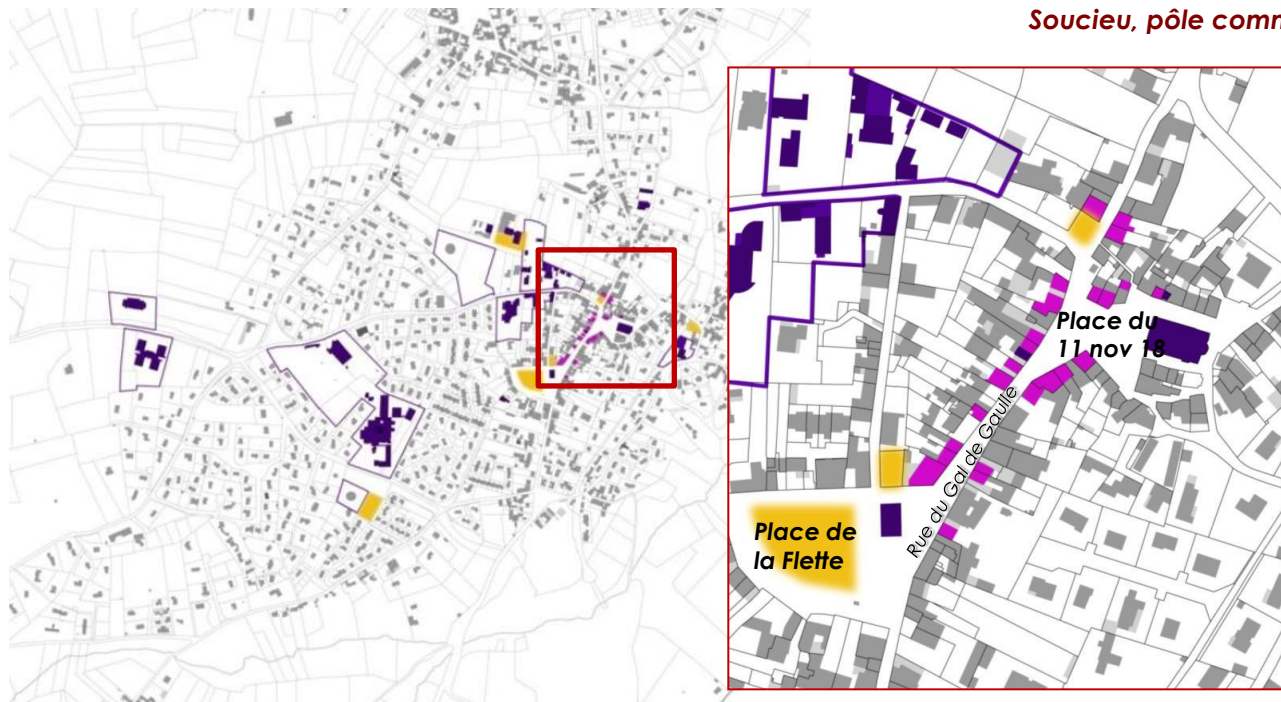 Soucieu, pôle comm
Place du
11 nov 18
Rue du Gal de Gaulle
Place de
la Flette